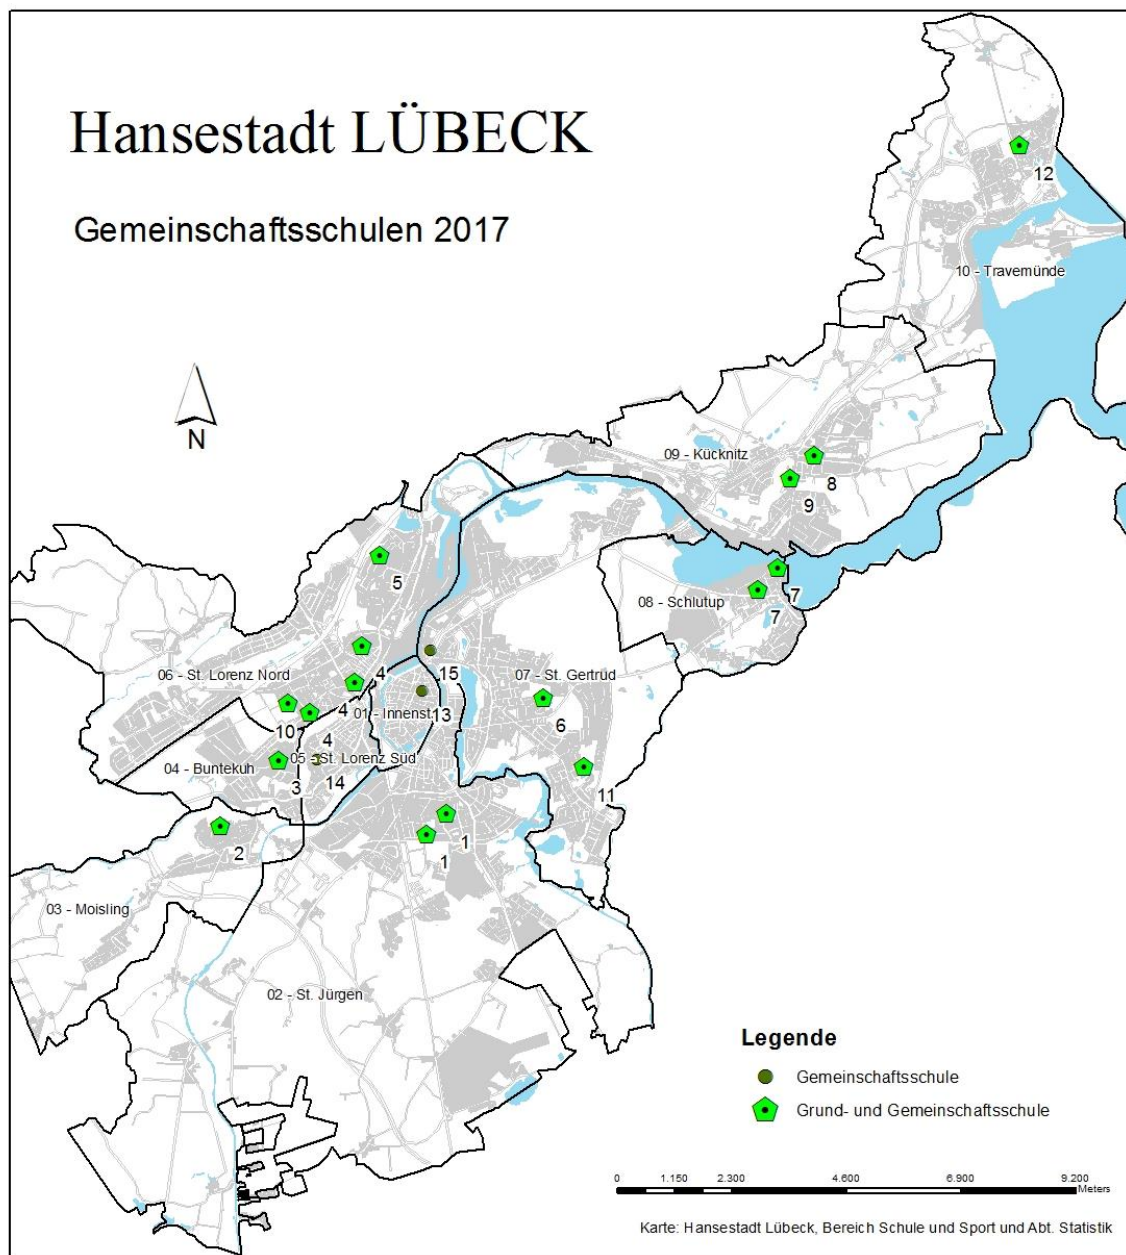 Hansestadt LÜBECK
Gemeinschaftsschulen 2017
12
10 - Travemünde
N
09 - Kücknitz
8
9
5
7
08 - Schlutup
7
06 - St. Lorenz Nord
4
15
07 - St. Gertrud
4
01 - Innenst.
13
10
6
4
05 - St. Lorenz Süd
04 - Buntekuh
3
14
11
1
1
2
03 - Moisling
02 - St. Jürgen
Legende
Gemeinschaftsschule
Grund- und Gemeinschaftsschule
0 1.150 2.300 4.600 6.900 9.200
Meters
Karte: Hansestadt Lübeck, Bereich Schule und Sport und Abt. Statistik